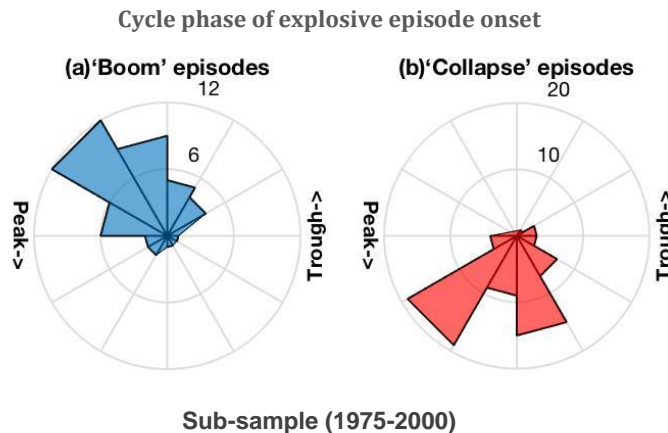 Cycle phase of explosive episode onset
(a)‘Boom’ episodes
(b)‘Collapse’ episodes
12
20
6
10
Peak<-
Trough->
Peak<-
Trough->
Sub-sample (1975-2000)